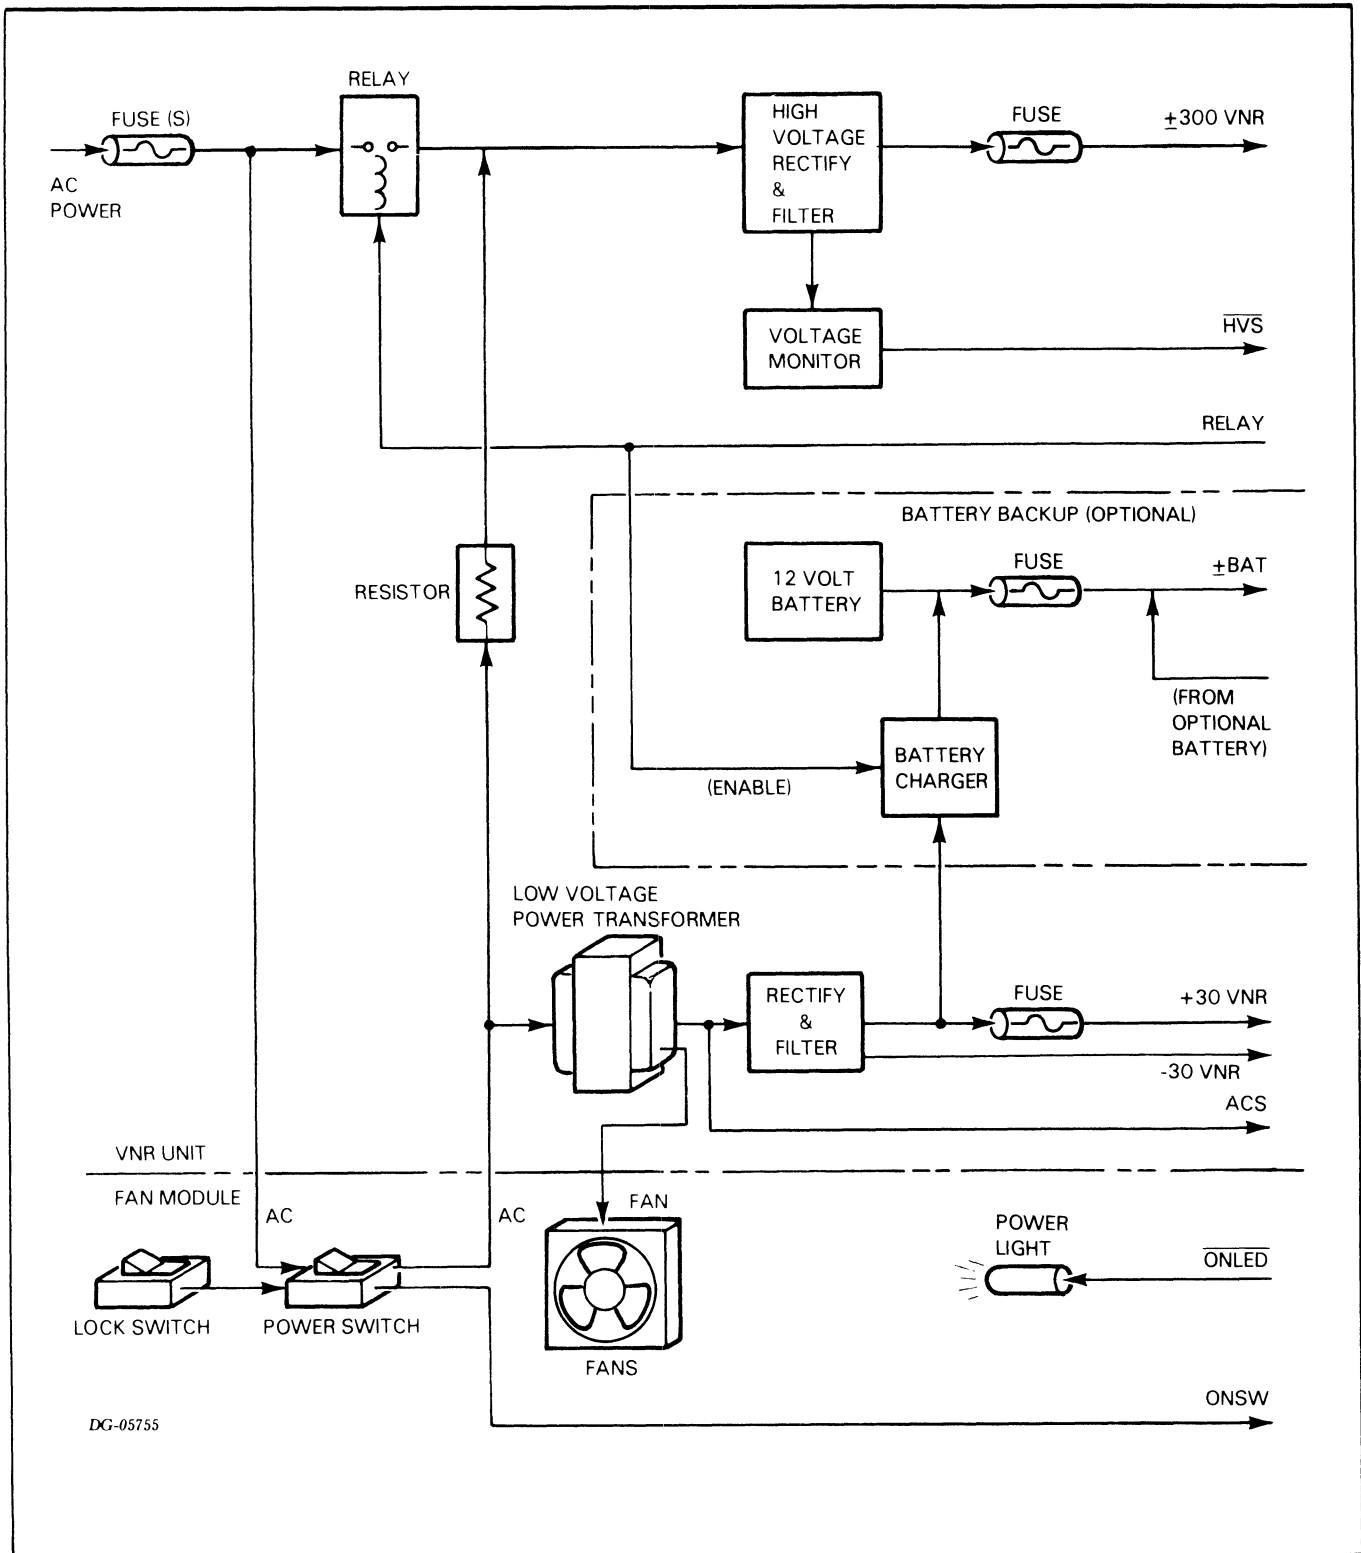 RELAY
FUSE (S)
AC
POWER
HIGH
VOLTAGE
RECTIFY
&
FILTER
FUSE
±300 VNR
VOLTAGE
MONITOR
HVS
RELAY
BATTERY BACKUP (OPTIONAL)
RESISTOR
12 VOLT
BATTERY
FUSE
±BAT
(FROM
OPTIONAL
BATTERY)
(ENABLE)
BATTERY
CHARGER
LOW VOLTAGE
POWER TRANSFORMER
RECTIFY
&
FILTER
FUSE
+30 VNR
-30 VNR
ACS
VNR UNIT
FAN MODULE
AC
AC
FAN
POWER
LIGHT
ONLED
LOCK SWITCH
POWER SWITCH
FANS
ONSW
DG-05755